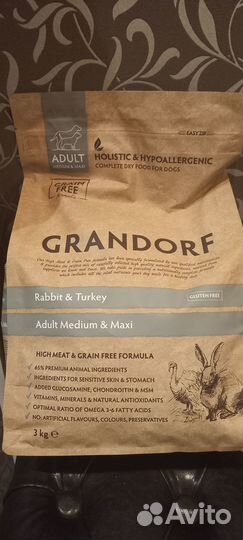 ADULT
MEDIUM & MAXI
EASY ZIP
HOLISTIC & HYPOALLERGENIC
COMPLETE DRY FOOD FOR DOGS
GRAIN
FREE
GRANDORF
Rabbit & Turkey
GLUTEN FREE
Adult Medium & Maxi
HIGH MEAT & GRAIN FREE FORMULA
65% PREMIUM ANIMAL INGREDIENTS
INGREDIENTS FOR SENSITIVE SKIN & STOMACH
ADDED GLUCOSAMINE, CHONDROITIN & MSM
VITAMINS, MINERALS & NATURAL ANTIOXIDANTS
OPTIMAL RATIO OF OMEGA 3-6 FATTY ACIDS
NO ARTIFICIAL FLAVOURS, COLOURS, PRESERVATIVES
3 kg e
Avito